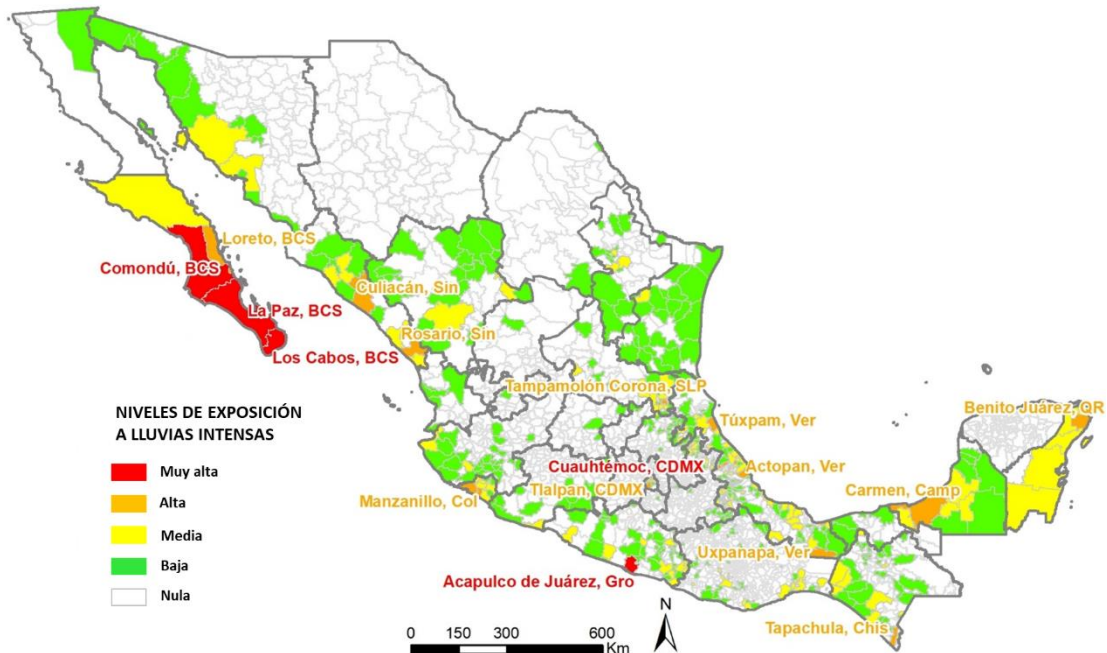 Loreto, BCS
Comondú, BCS
Culiacán, Sin
La Paz, BCS
Rosario, Sin
Los Cabos, BCS
Tampamolón Corona, SLP
Benito Juárez, QR
NIVELES DE EXPOSICIÓN
A LLUVIAS INTENSAS
Túxpam, Ver
Muy alta
Cuauhtémoc, CDMX
Actopan, Ver
Alta
Tlalpan, CDMX
Carmen, Camp
Manzanillo, Col
Media
Uxpanapa, Ver
Baja
Acapulco de Juárez, Gro
Nula
N
Tapachula, Chis
0 150 300 600
Km